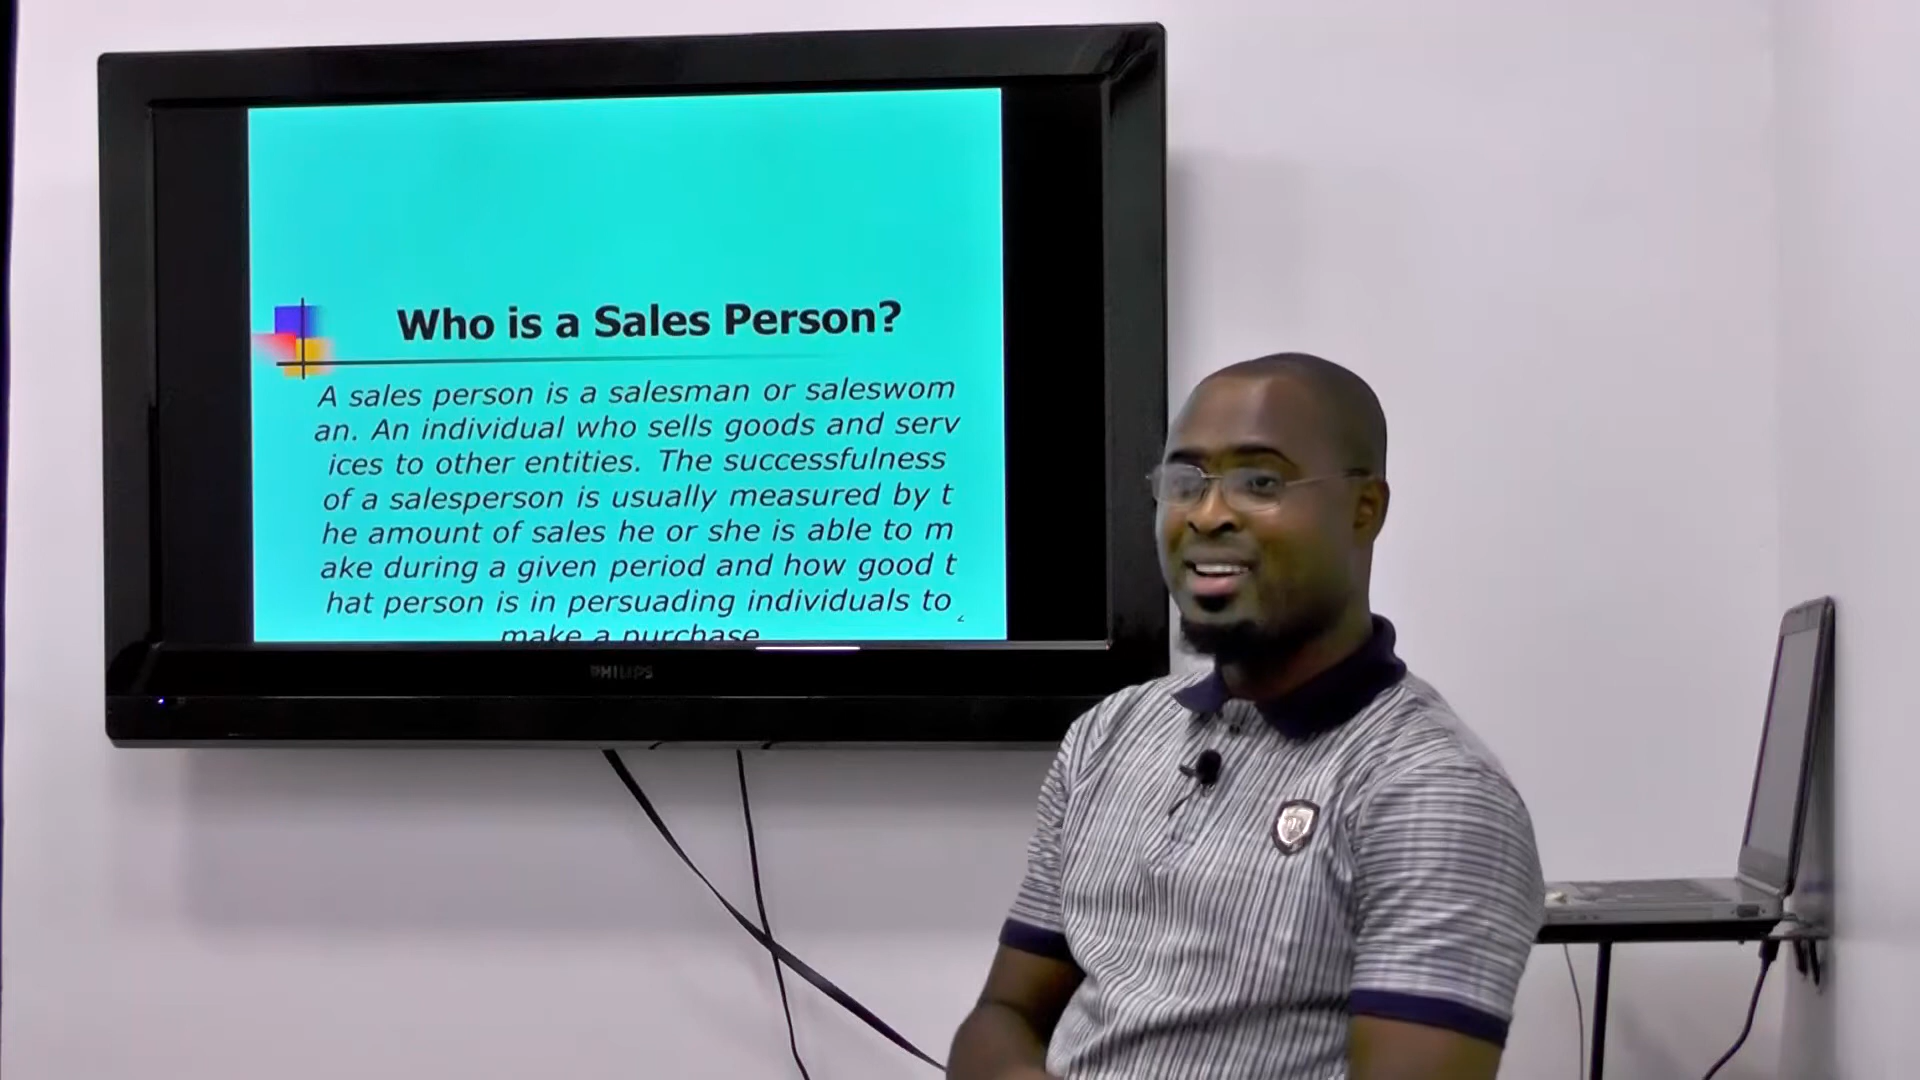 Who is a Sales Person?
A sales person is a salesman or saleswom
an. An individual who sells goods and serv
ices to other entities. The successfulness
of a salesperson is usually measured by t
he amount of sales he or she is able to m
ake during a given period and how good t
hat person is in persuading individuals to
make a purchase
2
PHILIPS